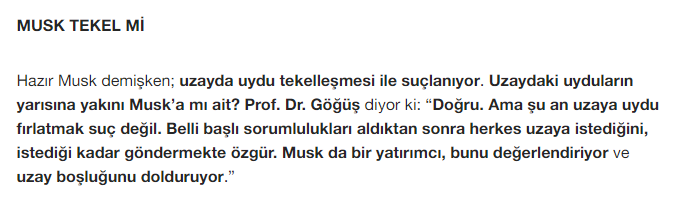 MUSK TEKEL Mİ
Hazır Musk demişken; uzayda uydu tekelleşmesi ile suçlanıyor. Uzaydaki uyduların
yarısına yakını Musk’a mı ait? Prof. Dr. Göğüş diyor ki: “Doğru. Ama şu an uzaya uydu
fırlatmak suç değil. Belli başlı sorumlulukları aldıktan sonra herkes uzaya istediğini,
istediği kadar göndermekte özgür. Musk da bir yatırımcı, bunu değerlendiriyor ve
uzay boşluğunu dolduruyor.”